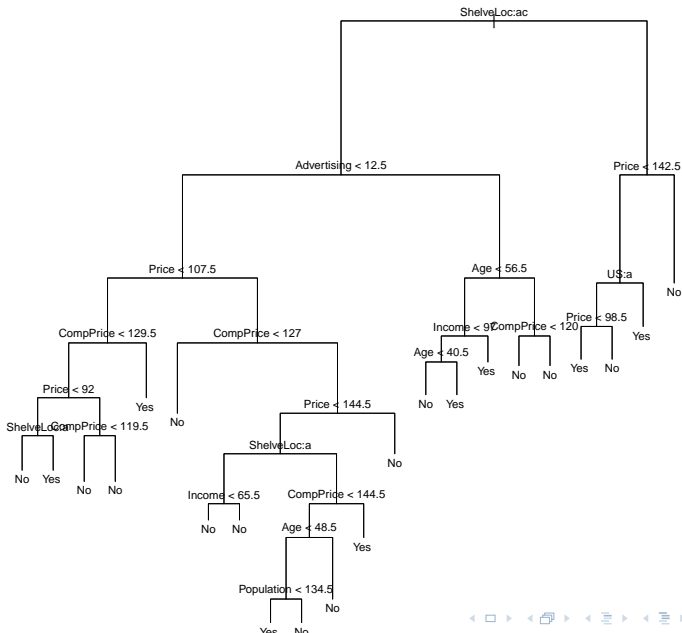 ShelveLoc:ac
Advertising < 12.5
Price < 142.5
Price < 107.5
Age < 56.5
US:a
No
CompPrice < 129.5
CompPrice < 127
Income < 97
CompPrice < 120
Price < 98.5
Yes
Age < 40.5
Yes
No
No
Yes
No
Price < 92
Yes
No
Price < 144.5
No
Yes
ShelveLoc:a
CompPrice < 119.5
ShelveLoc:a
No
No
Yes
No
No
Income < 65.5
CompPrice < 144.5
No
No
Age < 48.5
Yes
Population < 134.5
No
Yes
No